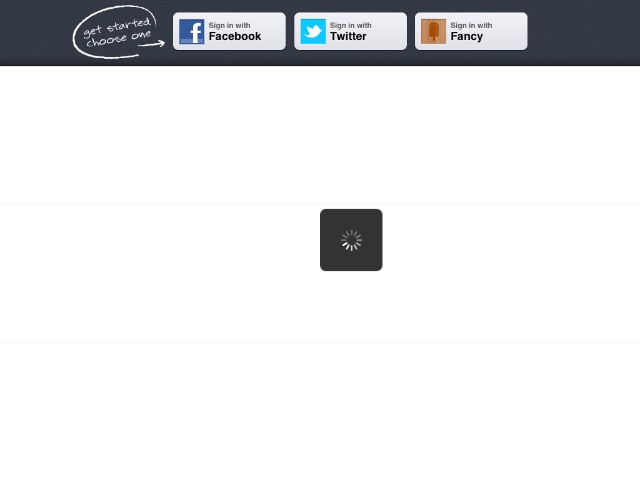 get started
choose one
Sign in with
Facebook
Sign in with
Twitter
Sign in with
Fancy